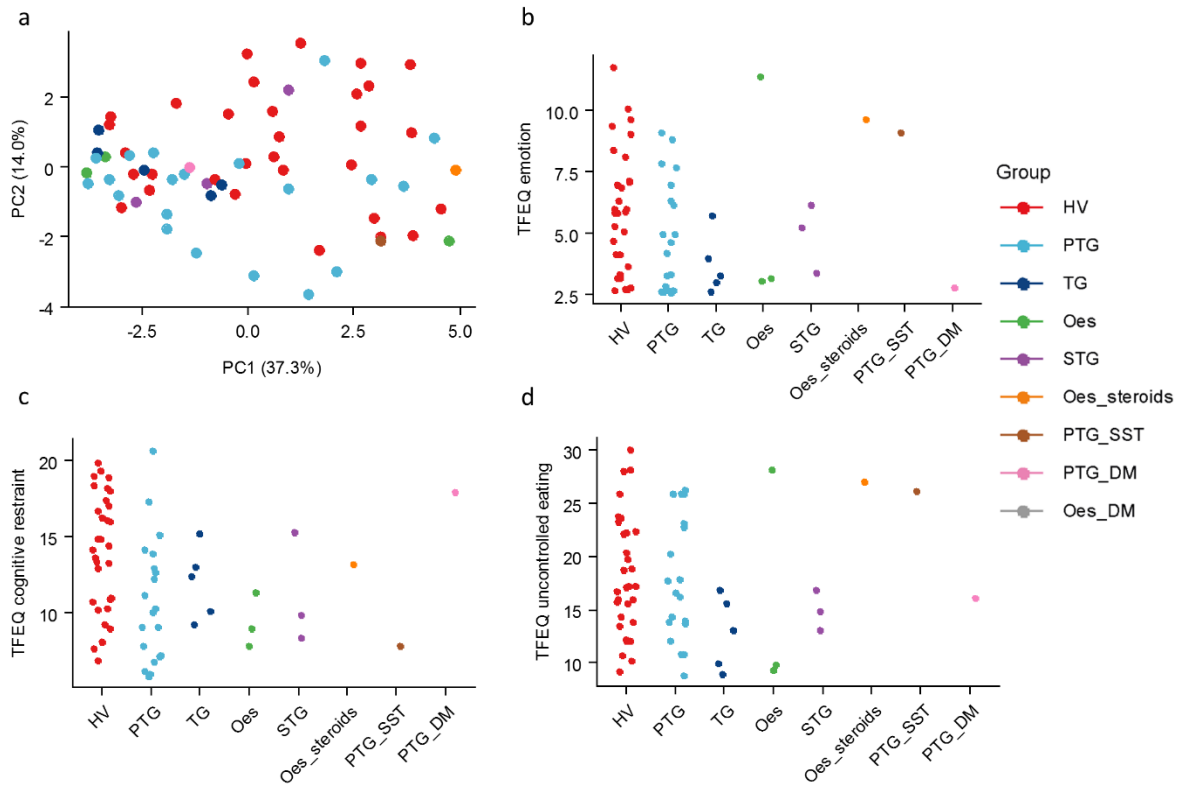 a
PC2 (14.0%)
2
0
-2
-4
-2.5
0.0
2.5
5.0
PC1 (37.3%)
b
TFEQ emotion
10.0
7.5
5.0
2.5
HV
PTG
TG
Oes
STG
Oes_steroids
PTG_SST
PTG_DM
Group
HV
PTG
TG
Oes
STG
Oes_steroids
PTG_SST
PTG_DM
Oes_DM
c
TFEQ cognitive restraint
20
15
10
HV
PTG
TG
Oes
STG
Oes_steroids
PTG_SST
PTG_DM
d
TFEQ uncontrolled eating
30
25
20
15
10
HV
PTG
TG
Oes
STG
Oes_steroids
PTG_SST
PTG_DM